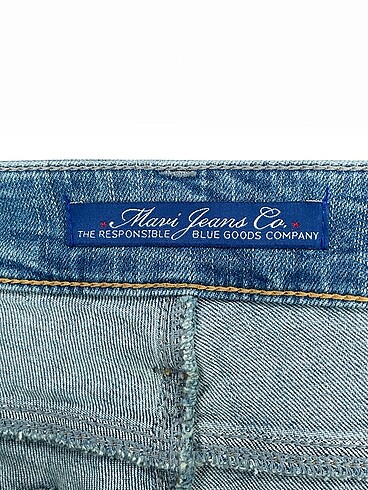 Mavi Jeans Co.
THE RESPONSIBLE BLUE GOODS COMPANY